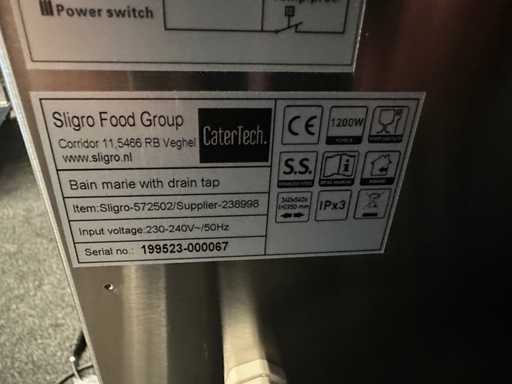 Power switch
Sligro Food Group
Corridor 11,5466 RB Veghel
www.sligro.nl
CaterTech.
Bain marie with drain tap
Item:Sligro-572502/Supplier-238998
Input voltage:230-240V~/50Hz
Serial no.: 199523-000067
CE
1200W
S.S.
IPx3